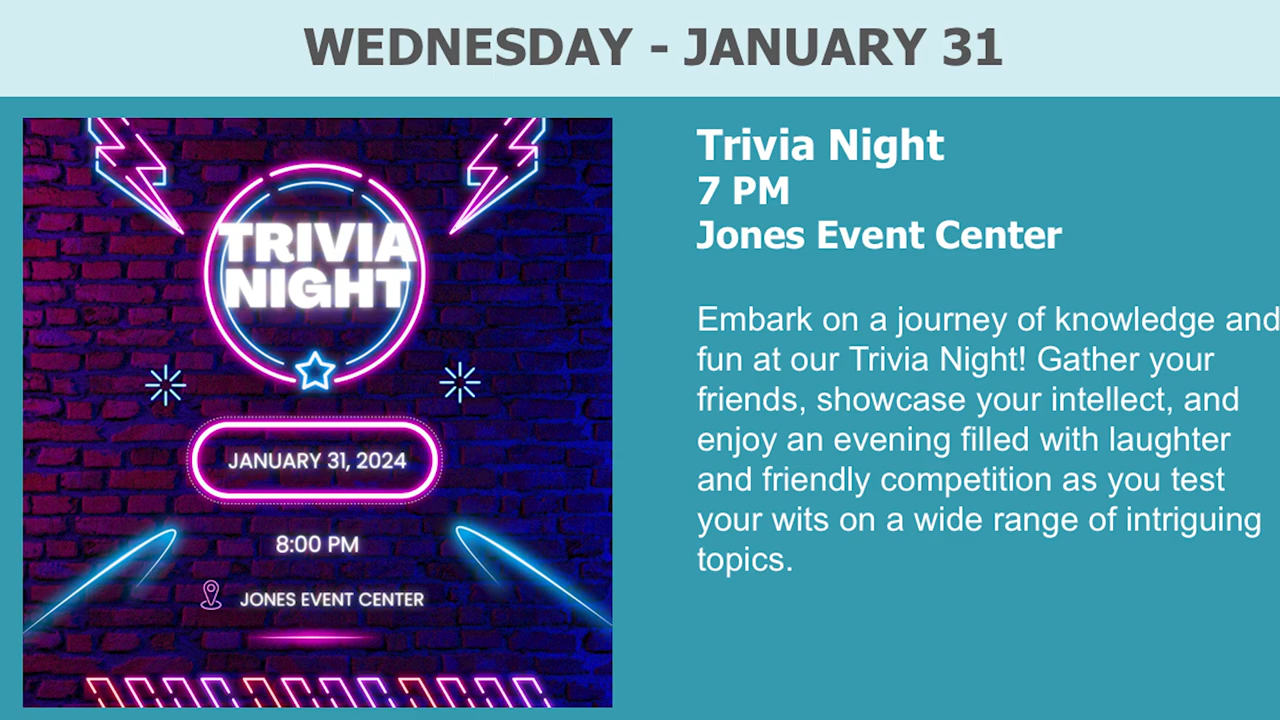 WEDNESDAY - JANUARY 31
TRIVIA
NIGHT
JANUARY 31, 2024
8:00 PM
JONES EVENT CENTER
Trivia Night
7 PM
Jones Event Center
Embark on a journey of knowledge and
fun at our Trivia Night! Gather your
friends, showcase your intellect, and
enjoy an evening filled with laughter
and friendly competition as you test
your wits on a wide range of intriguing
topics.